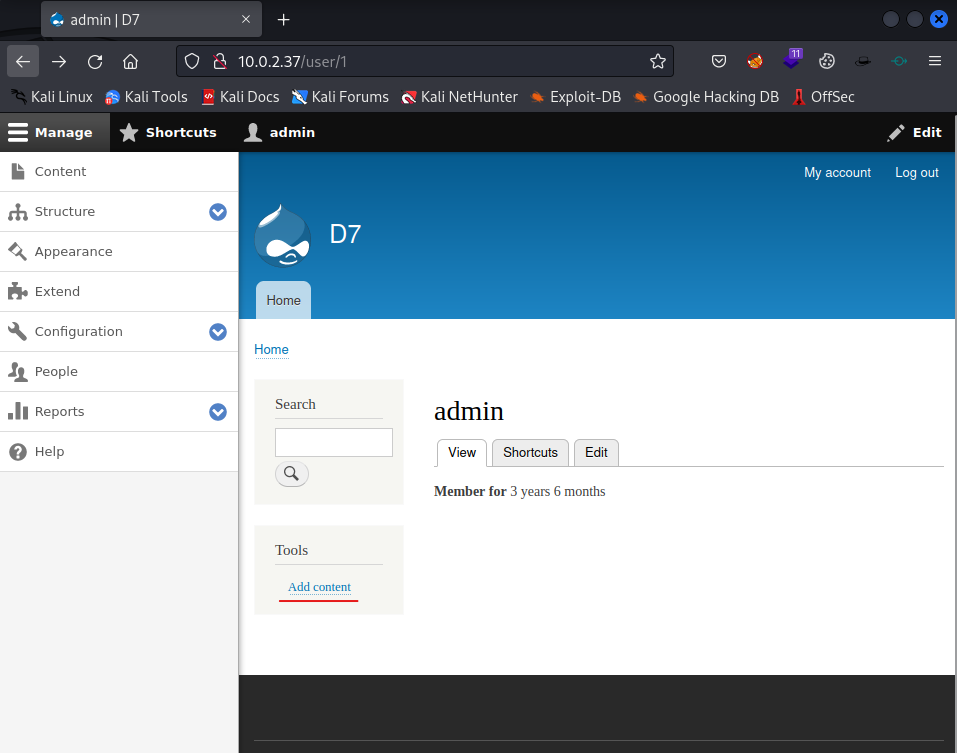 admin | D7
10.0.2.37/user/1
11
Kali Linux Kali Tools Kali Docs Kali Forums Kali NetHunter Exploit-DB Google Hacking DB OffSec
Manage Shortcuts admin Edit
Content
Structure
Appearance
Extend
Configuration
People
Reports
Help
My account Log out
D7
Home
Home
Search
Tools
Add content
admin
View Shortcuts Edit
Member for 3 years 6 months